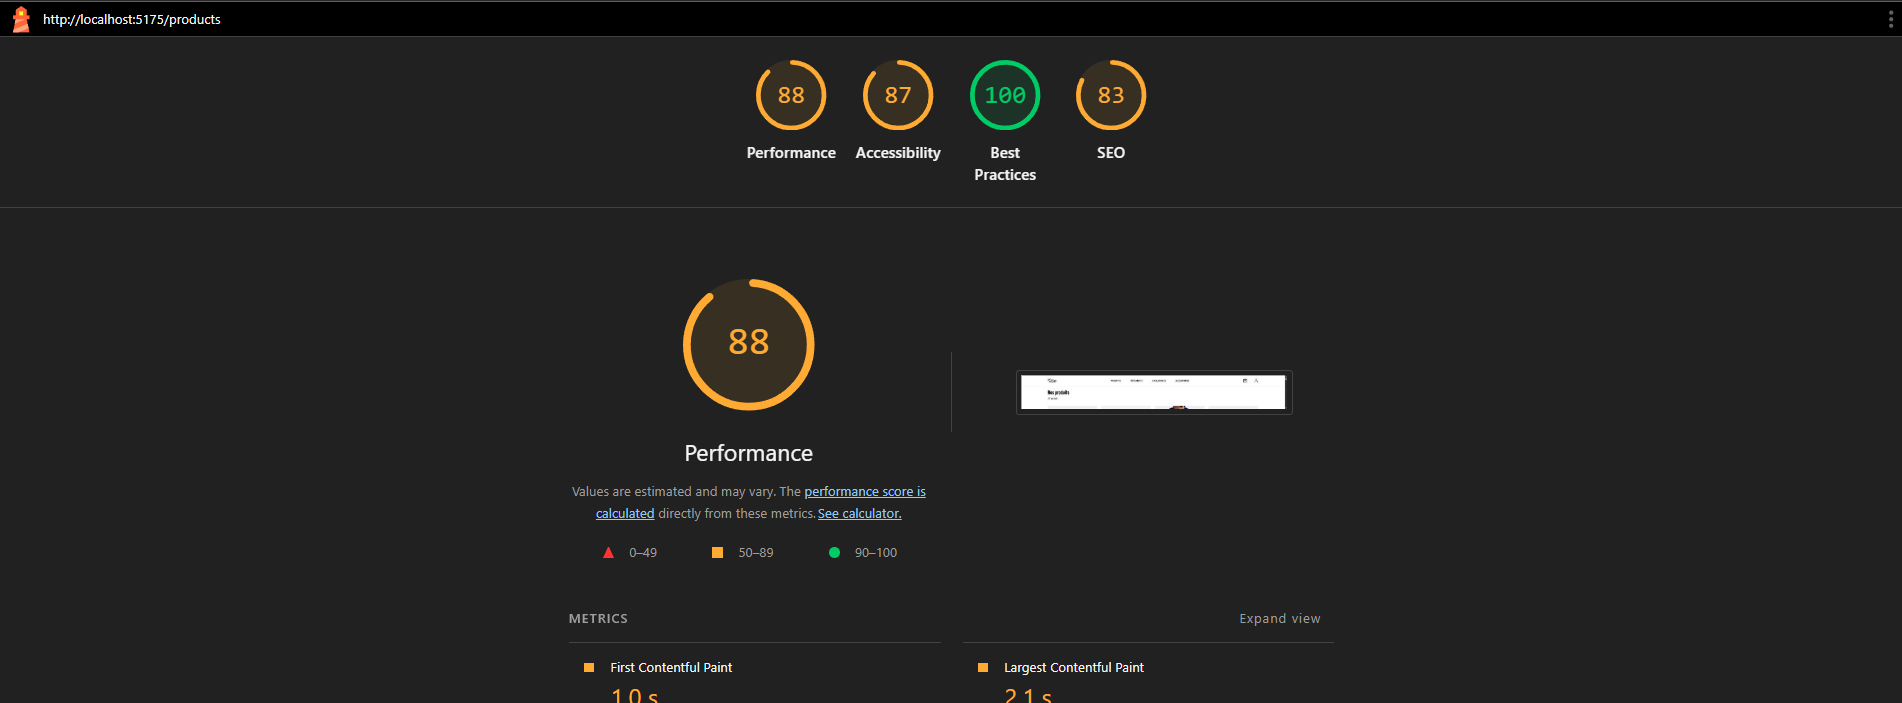 http://localhost:5175/products
88
87
100
83
Performance
Accessibility
Best
Practices
SEO
88
Nos produits
Performance
Values are estimated and may vary. The performance score is
calculated directly from these metrics. See calculator.
0–49
50–89
90–100
METRICS
Expand view
First Contentful Paint
1.0 s
Largest Contentful Paint
2.1 s